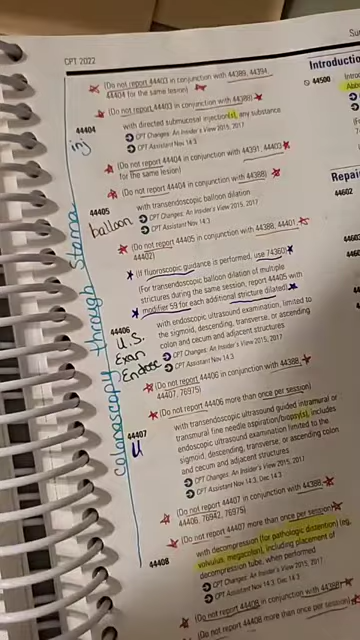 CPT 2022
(Do not report 44403 in conjunction with 44389, 44394, 44404 for the same lesion)
(Do not report 44403 in conjunction with 44388)
44404
with directed submucosal injection(s), any substance
CPT Changes: An Insider's View 2015, 2017
CPT Assistant Nov 14:3
(Do not report 44404 in conjunction with 44391, 44403
for the same lesion)
(Do not report 44404 in conjunction with 44388)
44405
with transendoscopic balloon dilation
balloon
CPT Changes: An Insider's View 2015, 2017
CPT Assistant Nov 14:3
(Do not report 44405 in conjunction with 44388, 44401,
44402)
(If fluoroscopic guidance is performed, use 74360)
(For transendoscopic balloon dilation of multiple
strictures during the same session, report 44405 with
modifier 59 for each additional stricture dilated)
44406
with endoscopic ultrasound examination, limited to
the sigmoid, descending, transverse, or ascending
colon and cecum and adjacent structures
U.S.
Exam
Endosc
CPT Changes: An Insider's View 2015, 2017
CPT Assistant Nov 14:3
(Do not report 44406 in conjunction with 44388,
44407, 76975)
(Do not report 44406 more than once per session)
44407
with transendoscopic ultrasound guided intramural or
transmural fine needle aspiration/biopsy(s), includes
endoscopic ultrasound examination limited to the
sigmoid, descending, transverse, or ascending colon
and cecum and adjacent structures
CPT Changes: An Insider's View 2015, 2017
CPT Assistant Nov 14:3, Dec 14:3
(Do not report 44407 in conjunction with 44388,
44406, 76942, 76975)
(Do not report 44407 more than once per session)
44408
with decompression (for pathologic distention) (eg,
volvulus, megacolon), including placement of
decompression tube, when performed
CPT Changes: An Insider's View 2015, 2017
CPT Assistant Nov 14:3, Dec 14:3
(Do not report 44408 in conjunction with 44388)
(Do not report 44408 more than once per session)
Colonoscopy through Stoma
Introductio
44500
Intro
Repai
44602